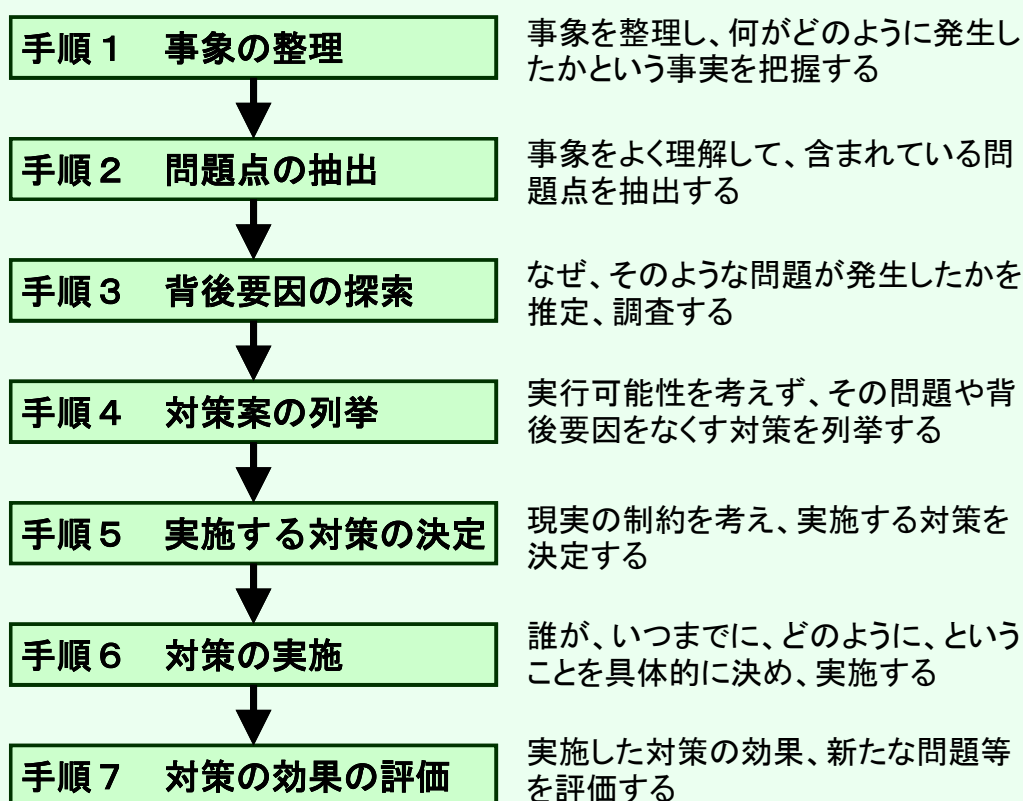 手順１　事象の整理
事象を整理し、何がどのように発生し
たかという事実を把握する
手順２　問題点の抽出
事象をよく理解して、含まれている問
題点を抽出する
手順３　背後要因の探索
なぜ、そのような問題が発生したかを
推定、調査する
手順４　対策案の列挙
実行可能性を考えず、その問題や背
後要因をなくす対策を列挙する
手順５　実施する対策の決定
現実の制約を考え、実施する対策を
決定する
手順６　対策の実施
誰が、いつまでに、どのように、という
ことを具体的に決め、実施する
手順７　対策の効果の評価
実施した対策の効果、新たな問題等
を評価する